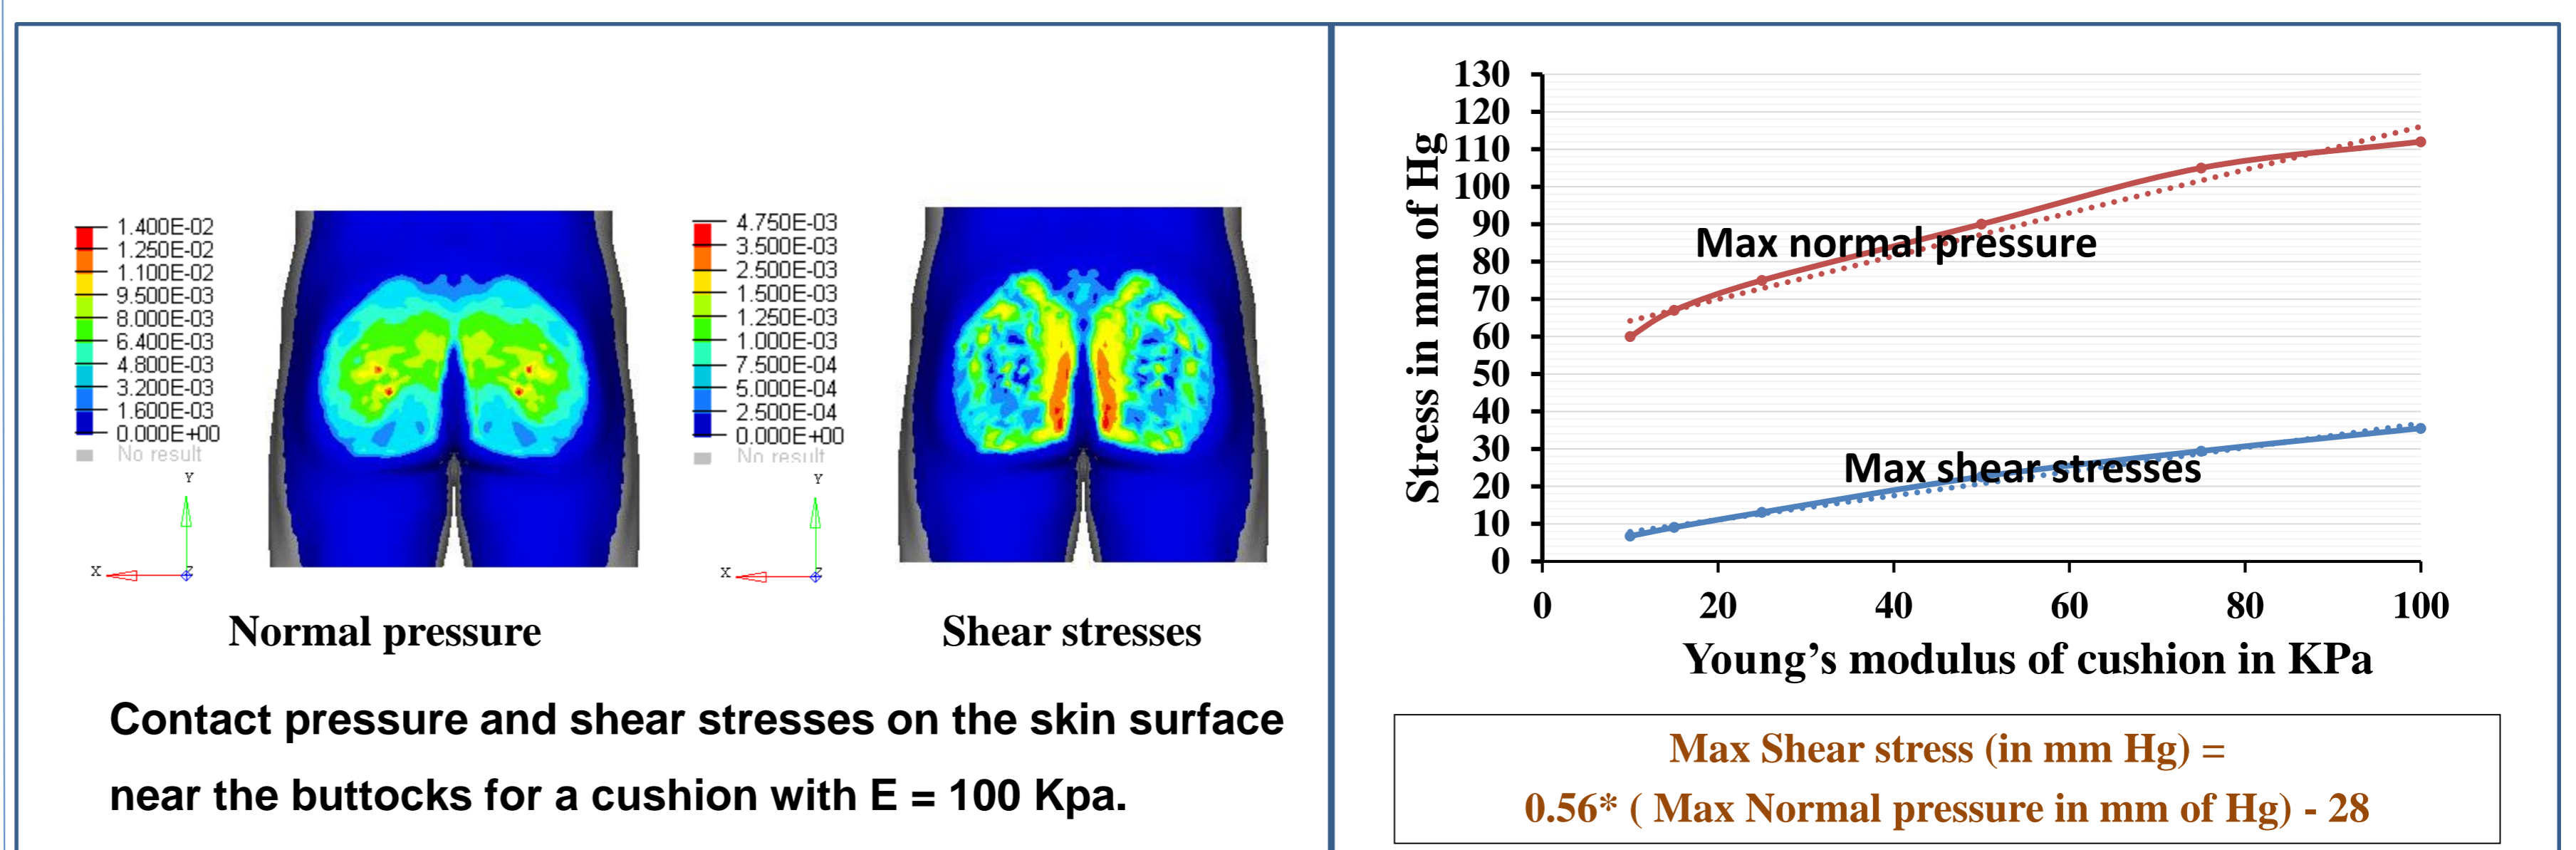 1.400E-02
1.250E-02
1.100E-02
9.500E-03
8.000E-03
6.400E-03
4.800E-03
3.200E-03
1.600E-03
0.000E+00
No result
Y
X
Z
Normal pressure
4.750E-03
3.500E-03
2.500E-03
1.500E-03
1.250E-03
1.000E-03
7.500E-04
5.000E-04
2.500E-04
0.000E+00
No result
Y
X
Z
Shear stresses
Contact pressure and shear stresses on the skin surface
near the buttocks for a cushion with E = 100 Kpa.
Stress in mm of Hg
130
120
110
100
90
80
70
60
50
40
30
20
10
0
Max normal pressure
Max shear stresses
0 20 40 60 80 100
Young’s modulus of cushion in KPa
Max Shear stress (in mm Hg) =
0.56* ( Max Normal pressure in mm of Hg) - 28